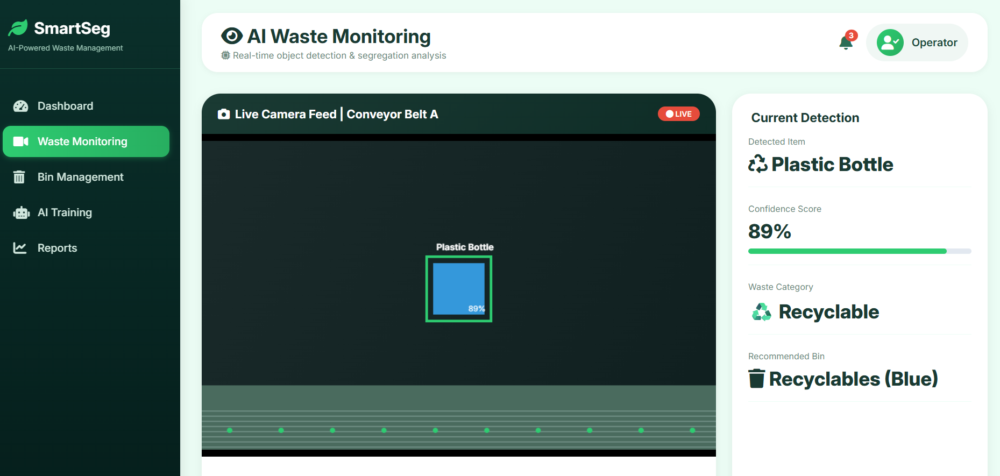 SmartSeg
AI-Powered Waste Management
Dashboard
Waste Monitoring
Bin Management
AI Training
Reports
AI Waste Monitoring
Real-time object detection & segregation analysis
3
Operator
Live Camera Feed | Conveyor Belt A
LIVE
Plastic Bottle
89%
Current Detection
Detected Item
Plastic Bottle
Confidence Score
89%
Waste Category
Recyclable
Recommended Bin
Recyclables (Blue)